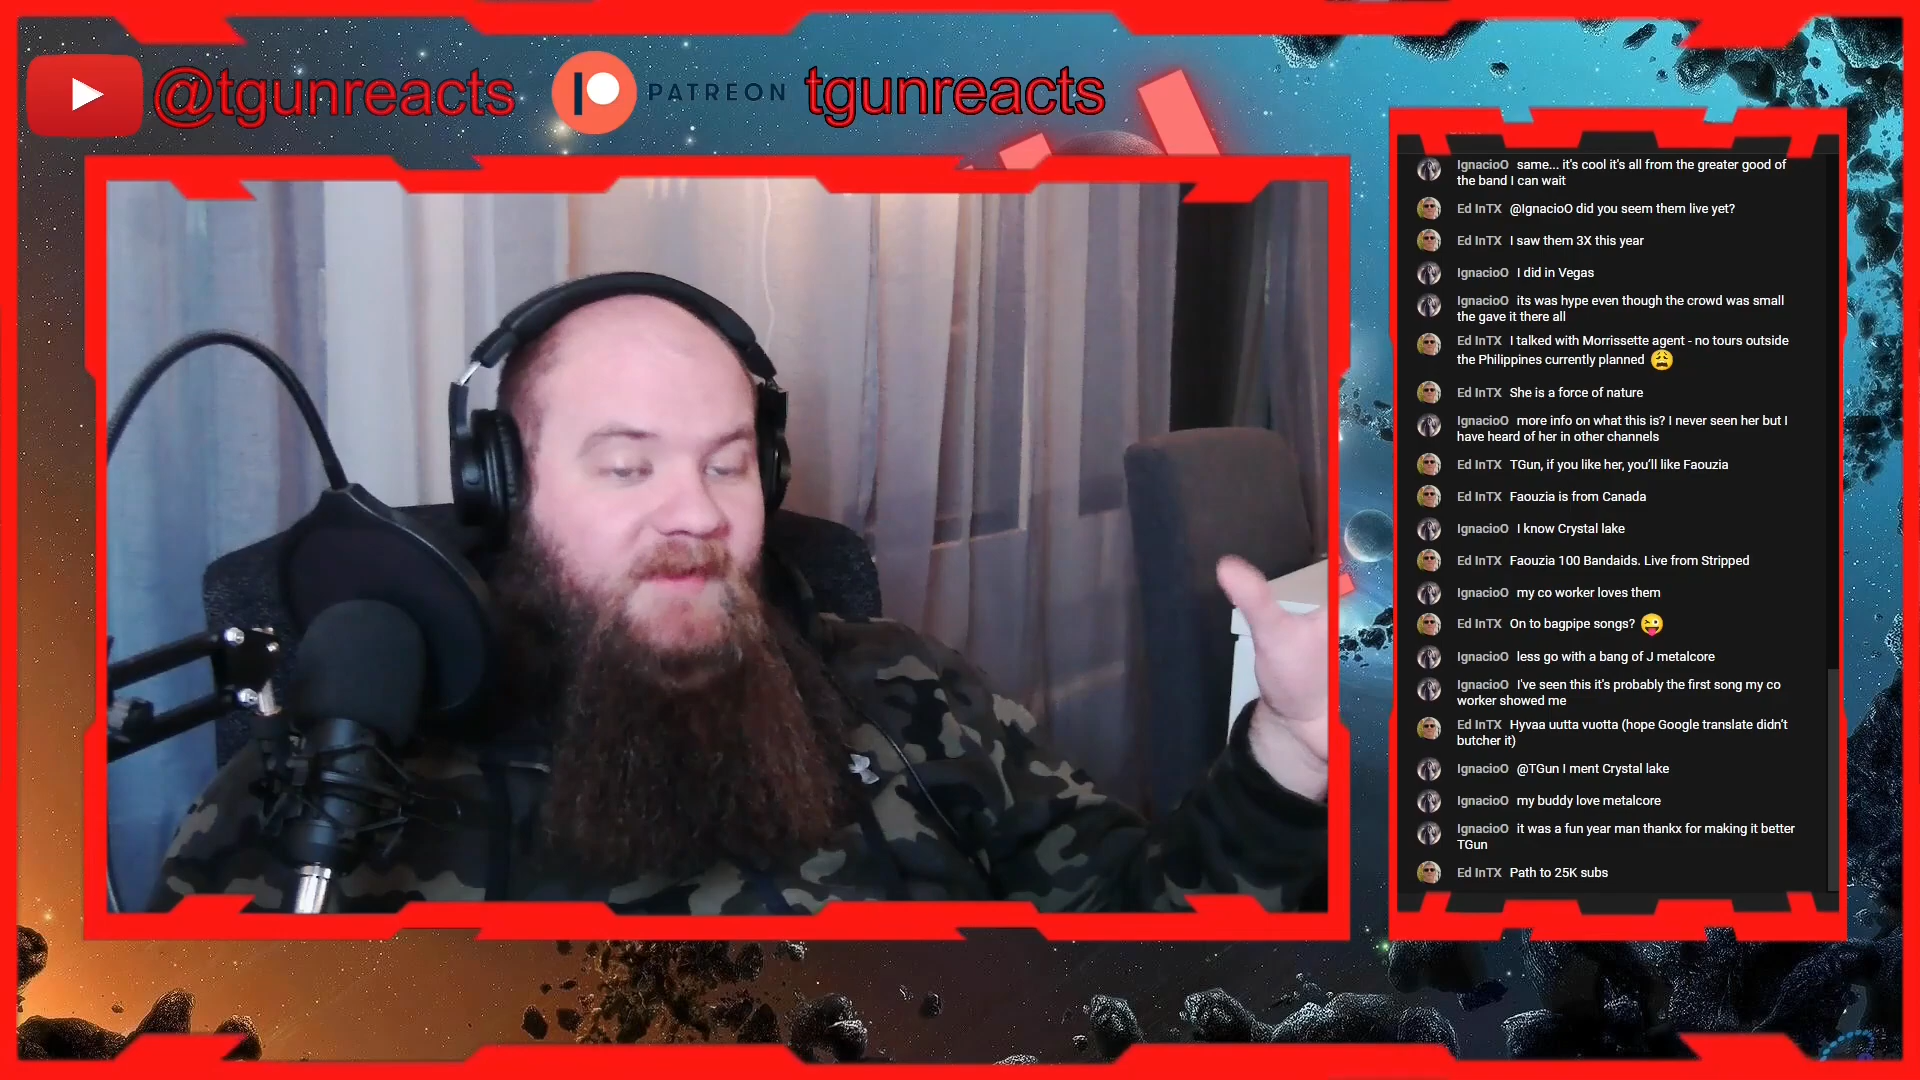 @tgunreacts PATREON tgunreacts
IgnacioO same... it's cool it's all from the greater good of
the band I can wait
Ed InTX @IgnacioO did you seem them live yet?
Ed InTX I saw them 3X this year
IgnacioO I did in Vegas
IgnacioO its was hype even though the crowd was small
the gave it there all
Ed InTX I talked with Morrissette agent - no tours outside
the Philippines currently planned 😩
Ed InTX She is a force of nature
IgnacioO more info on what this is? I never seen her but I
have heard of her in other channels
Ed InTX TGun, if you like her, you'll like Faouzia
Ed InTX Faouzia is from Canada
IgnacioO I know Crystal lake
Ed InTX Faouzia 100 Bandaids. Live from Stripped
IgnacioO my co worker loves them
Ed InTX On to bagpipe songs? 😜
IgnacioO less go with a bang of J metalcore
IgnacioO I've seen this it's probably the first song my co
worker showed me
Ed InTX Hyvaa uutta vuotta (hope Google translate didn't
butcher it)
IgnacioO @TGun I ment Crystal lake
IgnacioO my buddy love metalcore
IgnacioO it was a fun year man thankx for making it better
TGun
Ed InTX Path to 25K subs